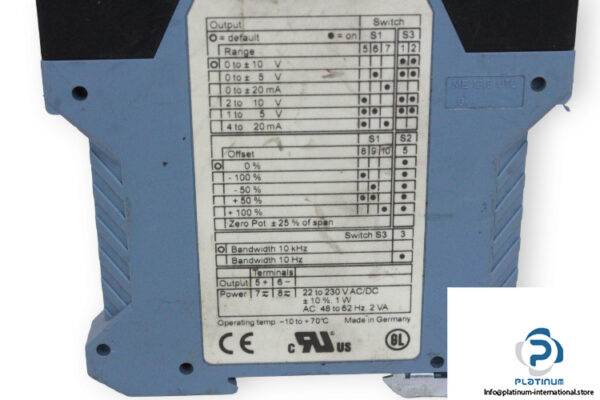 Output Switch
O= default ●= on S1 S3
Range 5 6 7 1 2
O 0 to ± 10 V ● ●
0 to ± 5 V ● ● ●
0 to ± 20 mA ●
2 to 10 V ● ● ●
1 to 5 V ● ● ● ●
4 to 20 mA ● ●
S1 S2
Offset 8 9 10 5
O 0 % ●
- 100 % ● ●
- 50 % ● ●
+ 50 % ● ● ●
+ 100 % ● ●
Zero Pot ± 25 % of span
Switch S3 3
O Bandwidth 10 kHz
Bandwidth 10 Hz ●
Terminals
Output 5 + 6 −
Power 7 ≂ 8 ≂ 22 to 230 V AC/DC
± 10 %, 1 W
AC: 48 to 62 Hz, 2 VA
Operating temp. −10 to +70°C Made in Germany
CE c RU US GL
PLATINUM
Info@platinum-international.store